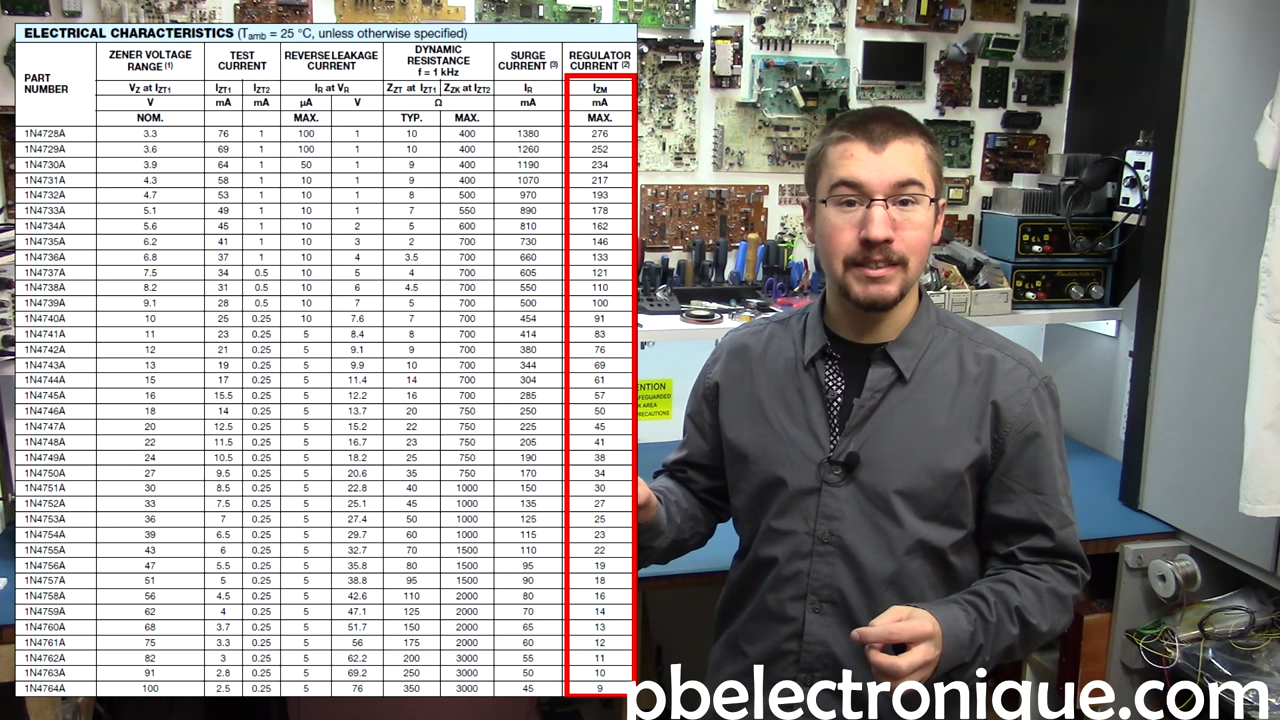 ELECTRICAL CHARACTERISTICS (Tamb = 25 °C, unless otherwise specified)
PART NUMBER
ZENER VOLTAGE RANGE (1)
TEST CURRENT
REVERSE LEAKAGE CURRENT
DYNAMIC RESISTANCE f = 1 kHz
SURGE CURRENT (3)
REGULATOR CURRENT (2)
VZ at IZT1 IZT1 IZT2 IR at VR ZZT at IZT1 ZZK at IZT2 IR IZM
V mA mA µA V Ω mA mA
NOM. MAX. TYP. MAX. MAX.
1N4728A 3.3 76 1 100 1 10 400 1380 276
1N4729A 3.6 69 1 100 1 10 400 1260 252
1N4730A 3.9 64 1 50 1 9 400 1190 234
1N4731A 4.3 58 1 10 1 9 400 1070 217
1N4732A 4.7 53 1 10 1 8 500 970 193
1N4733A 5.1 49 1 10 1 7 550 890 178
1N4734A 5.6 45 1 10 2 5 600 810 162
1N4735A 6.2 41 1 10 3 2 700 730 146
1N4736A 6.8 37 1 10 4 3.5 700 660 133
1N4737A 7.5 34 0.5 10 5 4 700 605 121
1N4738A 8.2 31 0.5 10 6 4.5 700 550 110
1N4739A 9.1 28 0.5 10 7 5 700 500 100
1N4740A 10 25 0.25 10 7.6 7 700 454 91
1N4741A 11 23 0.25 5 8.4 8 700 414 83
1N4742A 12 21 0.25 5 9.1 9 700 380 76
1N4743A 13 19 0.25 5 9.9 10 700 344 69
1N4744A 15 17 0.25 5 11.4 14 700 304 61
1N4745A 16 15.5 0.25 5 12.2 16 700 285 57
1N4746A 18 14 0.25 5 13.7 20 750 250 50
1N4747A 20 12.5 0.25 5 15.2 22 750 225 45
1N4748A 22 11.5 0.25 5 16.7 23 750 205 41
1N4749A 24 10.5 0.25 5 18.2 25 750 190 38
1N4750A 27 9.5 0.25 5 20.6 35 750 170 34
1N4751A 30 8.5 0.25 5 22.8 40 1000 150 30
1N4752A 33 7.5 0.25 5 25.1 45 1000 135 27
1N4753A 36 7 0.25 5 27.4 50 1000 125 25
1N4754A 39 6.5 0.25 5 29.7 60 1000 115 23
1N4755A 43 6 0.25 5 32.7 70 1500 110 22
1N4756A 47 5.5 0.25 5 35.8 80 1500 95 19
1N4757A 51 5 0.25 5 38.8 95 1500 90 18
1N4758A 56 4.5 0.25 5 42.6 110 2000 80 16
1N4759A 62 4 0.25 5 47.1 125 2000 70 14
1N4760A 68 3.7 0.25 5 51.7 150 2000 65 13
1N4761A 75 3.3 0.25 5 56 175 2000 60 12
1N4762A 82 3 0.25 5 62.2 200 3000 55 11
1N4763A 91 2.8 0.25 5 69.2 250 3000 50 10
1N4764A 100 2.5 0.25 5 76 350 3000 45 9
ENTION
AFEGUARDED
K AREA
PRECAUTIONS
pbelectronique.com